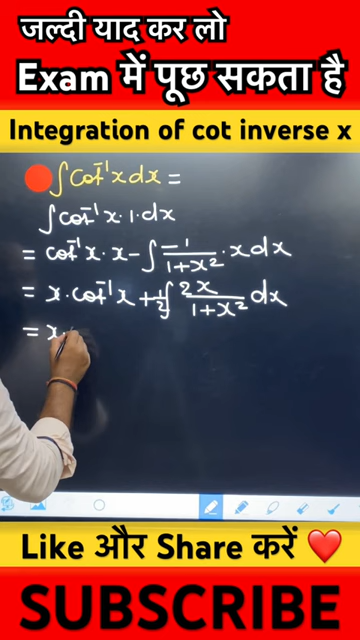 जल्दी याद कर लो
Exam में पूछ सकता है
Integration of cot inverse x
∫cot⁻¹x dx =
∫cot⁻¹x·1·dx
= cot⁻¹x·x - ∫ -1/(1+x²) · x dx
= x·cot⁻¹x + 1/2 ∫ 2x/(1+x²) dx
= x·
Like और Share करें ❤️
SUBSCRIBE